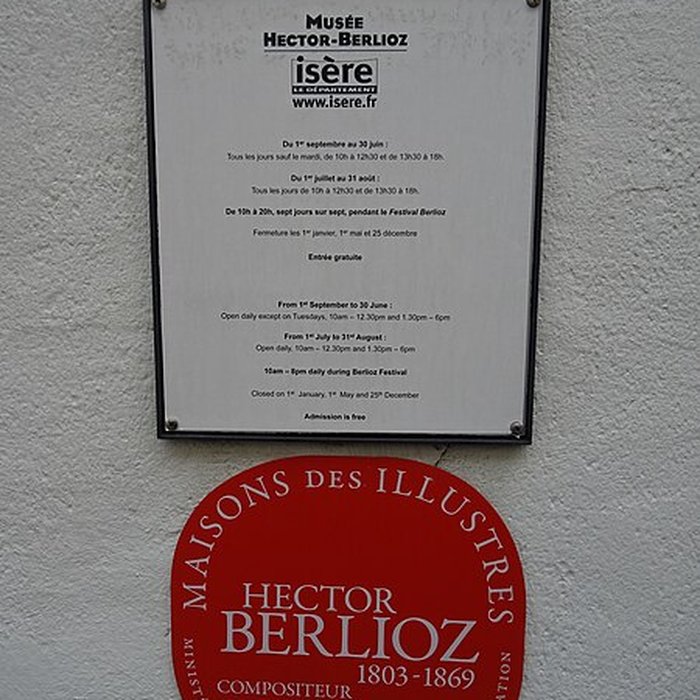 MUSÉE
HECTOR-BERLIOZ
isère
LE DÉPARTEMENT
www.isere.fr
Du 1er septembre au 30 juin :
Tous les jours sauf le mardi, de 10h à 12h30 et de 13h30 à 18h.
Du 1er juillet au 31 août :
Tous les jours de 10h à 12h30 et de 13h30 à 18h.
De 10h à 20h, sept jours sur sept, pendant le Festival Berlioz
Fermeture les 1er janvier, 1er mai et 25 décembre
Entrée gratuite
From 1st September to 30 June :
Open daily except on Tuesdays, 10am – 12.30pm and 1.30pm – 6pm
From 1st July to 31st August :
Open daily, 10am – 12.30pm and 1.30pm – 6pm
10am – 8pm daily during Berlioz Festival
Closed on 1st January, 1st May and 25th December
Admission is free
MAISONS DES ILLUSTRES
HECTOR
BERLIOZ
1803-1869
COMPOSITEUR